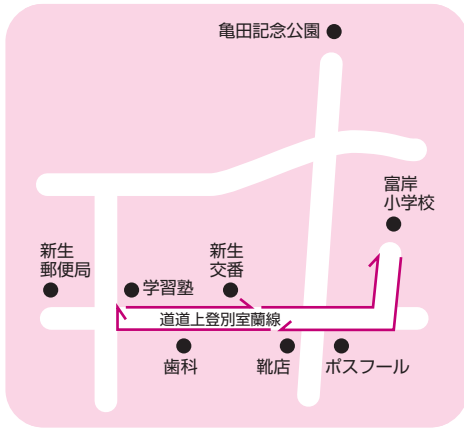 亀田記念公園
富岸
小学校
新生
郵便局
学習塾
新生
交番
道道上登別室蘭線
歯科
靴店
ポスフール